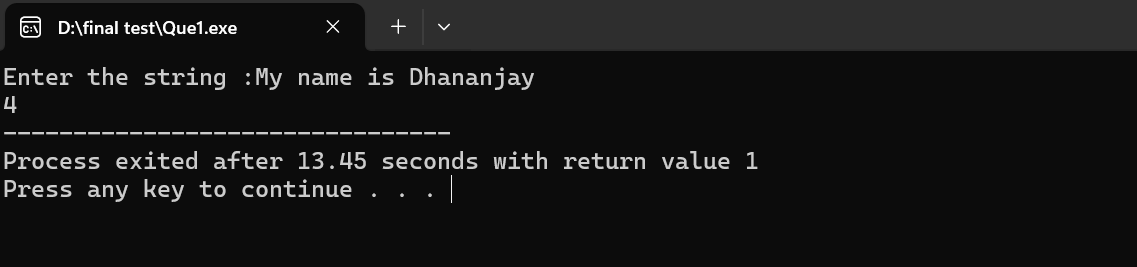 D:\final test\Que1.exe
Enter the string :My name is Dhananjay
4
--------------------------------
Process exited after 13.45 seconds with return value 1
Press any key to continue . . .